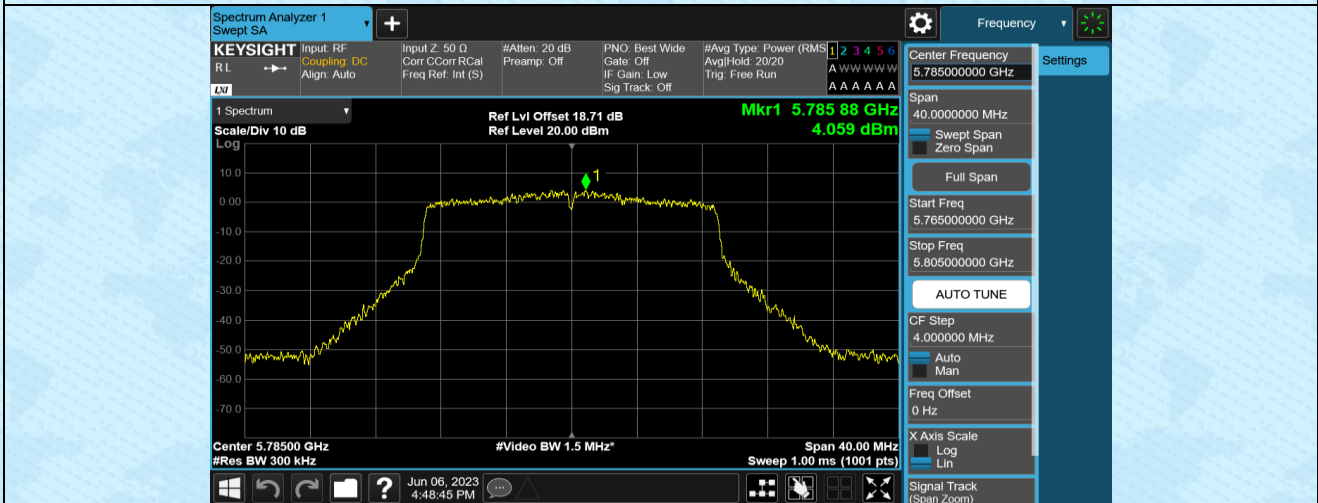 Spectrum Analyzer 1
Swept SA
Frequency
KEYSIGHT
RL
LXI
Input: RF
Coupling: DC
Align: Auto
Input Z: 50 Ω
Corr CCorr RCal
Freq Ref: Int (S)
#Atten: 20 dB
Preamp: Off
PNO: Best Wide
Gate: Off
IF Gain: Low
Sig Track: Off
#Avg Type: Power (RMS
Avg|Hold: 20/20
Trig: Free Run
1 2 3 4 5 6
A W W W W W
A A A A A A
1 Spectrum
Scale/Div 10 dB
Log
Ref Lvl Offset 18.71 dB
Ref Level 20.00 dBm
Mkr1 5.785 88 GHz
4.059 dBm
1
10.0
0.00
-10.0
-20.0
-30.0
-40.0
-50.0
-60.0
-70.0
Center 5.78500 GHz
#Video BW 1.5 MHz*
Span 40.00 MHz
#Res BW 300 kHz
Sweep 1.00 ms (1001 pts)
?
Jun 06, 2023
4:48:45 PM
Center Frequency
5.785000000 GHz
Settings
Span
40.0000000 MHz
Swept Span
Zero Span
Full Span
Start Freq
5.765000000 GHz
Stop Freq
5.805000000 GHz
AUTO TUNE
CF Step
4.000000 MHz
Auto
Man
Freq Offset
0 Hz
X Axis Scale
Log
Lin
Signal Track
(Span Zoom)